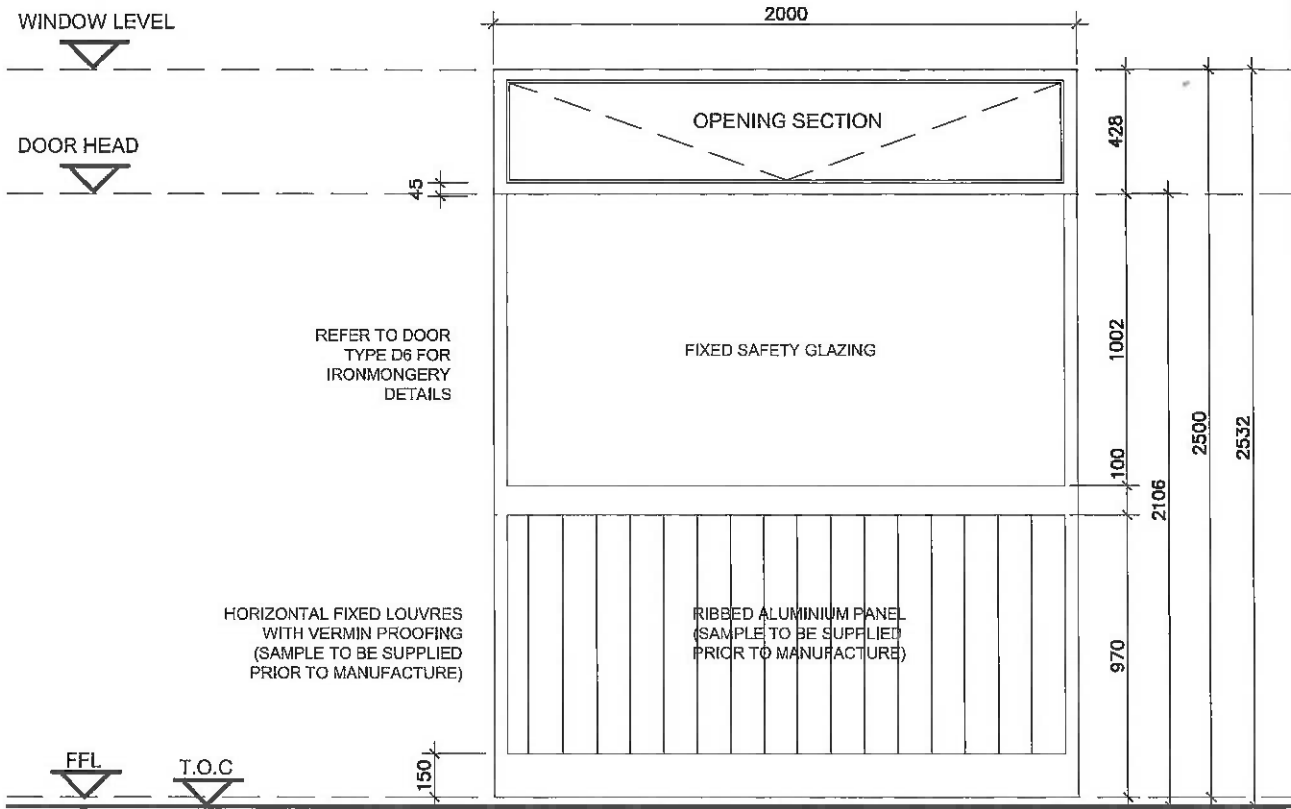 WINDOW LEVEL
2000
DOOR HEAD
OPENING SECTION
428
45
REFER TO DOOR
TYPE D6 FOR
IRONMONGERY
DETAILS
FIXED SAFETY GLAZING
1002
2500
2532
100
2106
HORIZONTAL FIXED LOUVRES
WITH VERMIN PROOFING
(SAMPLE TO BE SUPPLIED
PRIOR TO MANUFACTURE)
RIBBED ALUMINIUM PANEL
(SAMPLE TO BE SUPPLIED
PRIOR TO MANUFACTURE)
970
150
FFL
T.O.C